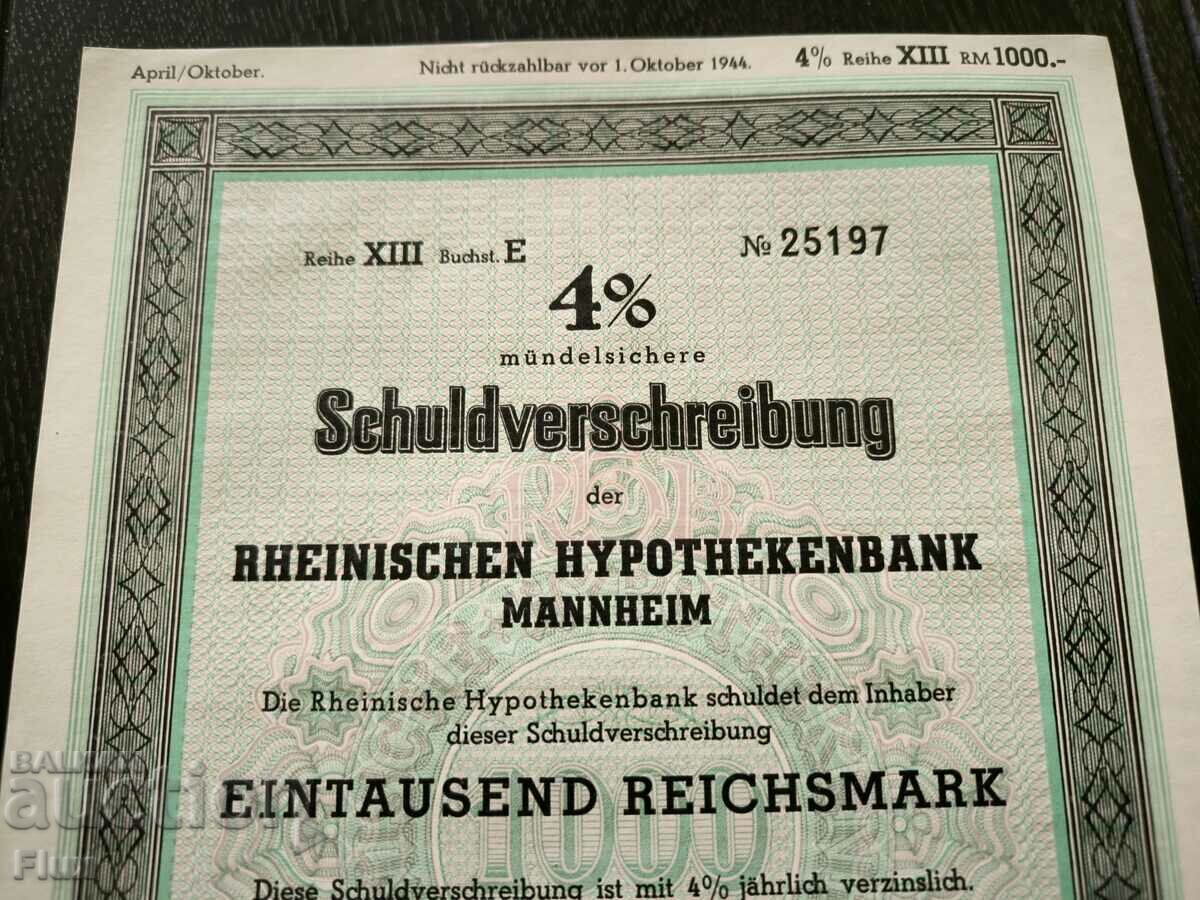 April/Oktober. Nicht rückzahlbar vor 1. Oktober 1944. 4% Reihe XIII RM 1000.-
Reihe XIII Buchst. E № 25197
4%
mündelsichere
Schuldverschreibung
der
RHEINISCHEN HYPOTHEKENBANK
MANNHEIM
Die Rheinische Hypothekenbank schuldet dem Inhaber
dieser Schuldverschreibung
EINTAUSEND REICHSMARK
1000
Diese Schuldverschreibung ist mit 4% jährlich verzinslich.